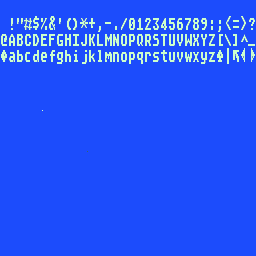 !"#$%&'()*+,-./0123456789:;<=>?
@ABCDEFGHIJKLMNOPQRSTUVWXYZ[\]^_
abcdefghijklmnopqrstuvwxyz